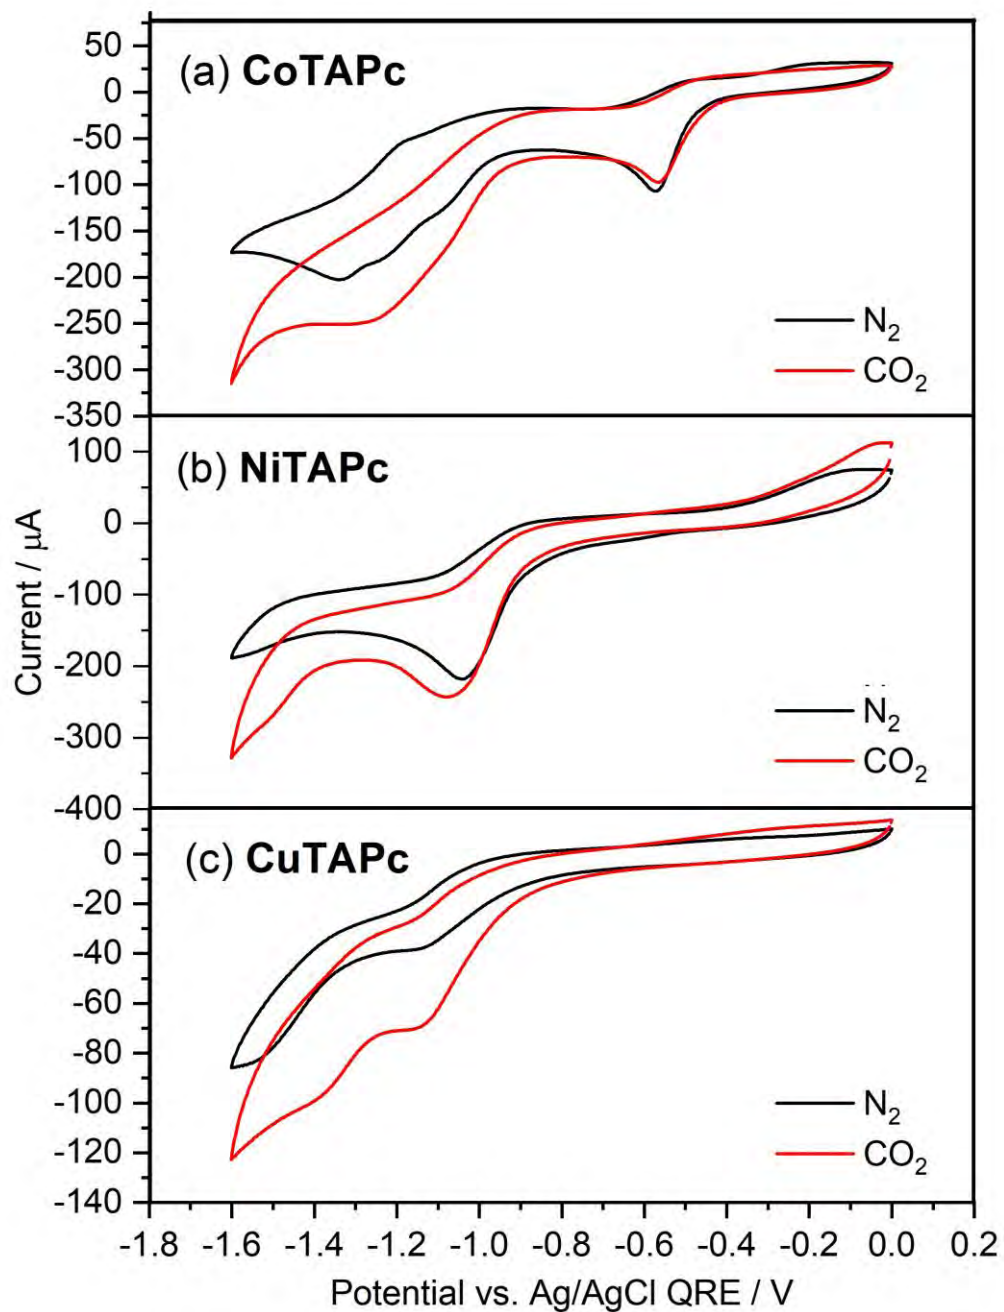 (a) CoTAPc
50
0
-50
-100
-150
-200
-250
-300
-350
N₂
CO₂
(b) NiTAPc
100
0
-100
-200
-300
-400
N₂
CO₂
(c) CuTAPc
0
-20
-40
-60
-80
-100
-120
-140
N₂
CO₂
Current / μA
-1.8 -1.6 -1.4 -1.2 -1.0 -0.8 -0.6 -0.4 -0.2 0.0 0.2
Potential vs. Ag/AgCl QRE / V